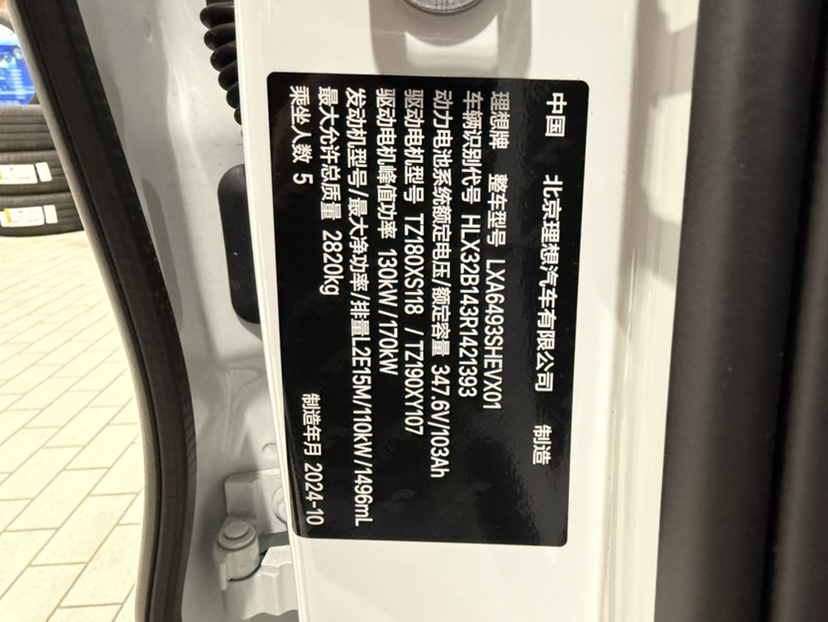 中国 北京理想汽车有限公司 制造
理想牌 整车型号 LXA6493SHEVX01
车辆识别代号 HLX32B143R1421393
动力电池系统额定电压/额定容量 347.6V/103Ah
驱动电机型号 TZ180XS118 / TZ190XY107
驱动电机峰值功率 130kW/170kW
发动机型号/最大净功率/排量L2E15M/110kW/1496mL
最大允许总质量 2820kg
乘坐人数 5 制造年月 2024-10